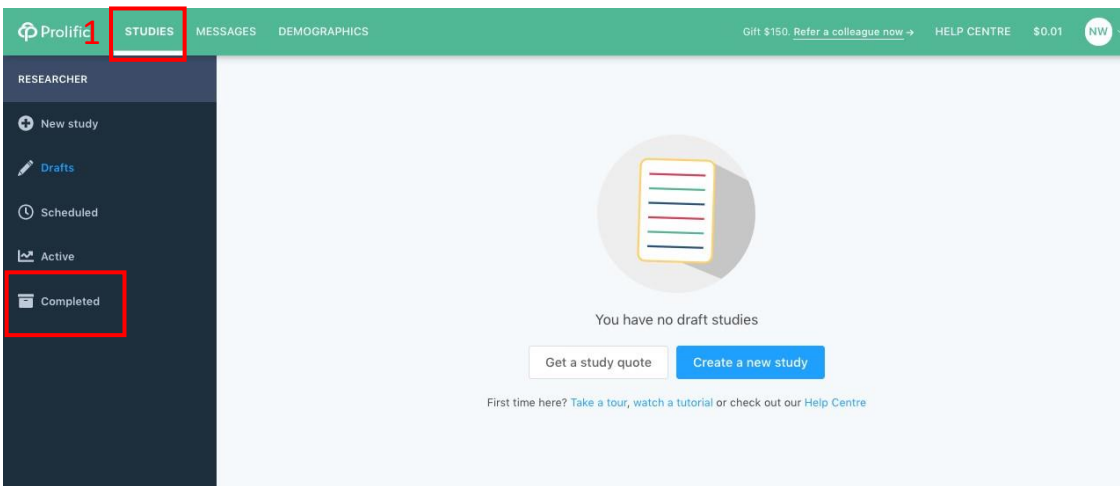 Prolific 1 STUDIES MESSAGES DEMOGRAPHICS Gift $150. Refer a colleague now → HELP CENTRE $0.01 NW
RESEARCHER
New study
Drafts
Scheduled
Active
Completed
You have no draft studies
Get a study quote Create a new study
First time here? Take a tour, watch a tutorial or check out our Help Centre